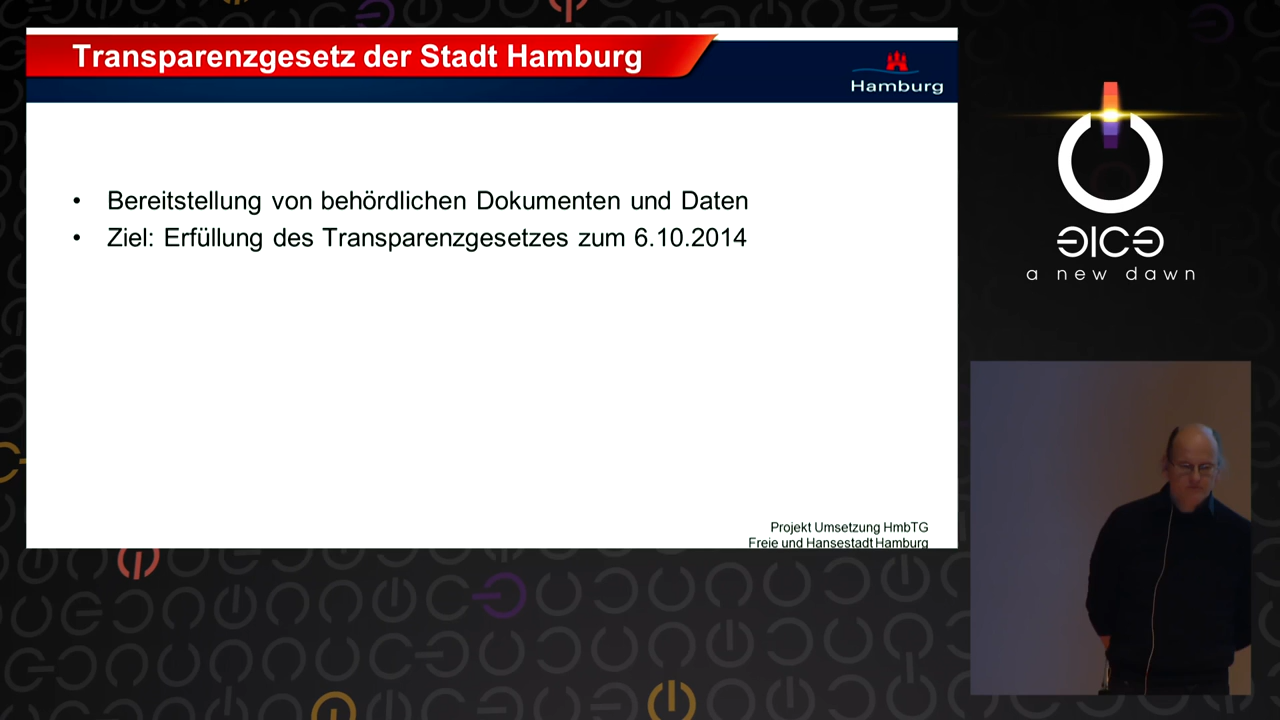 Transparenzgesetz der Stadt Hamburg
Hamburg
• Bereitstellung von behördlichen Dokumenten und Daten
• Ziel: Erfüllung des Transparenzgesetzes zum 6.10.2014
Projekt Umsetzung HmbTG
Freie und Hansestadt Hamburg
a new dawn